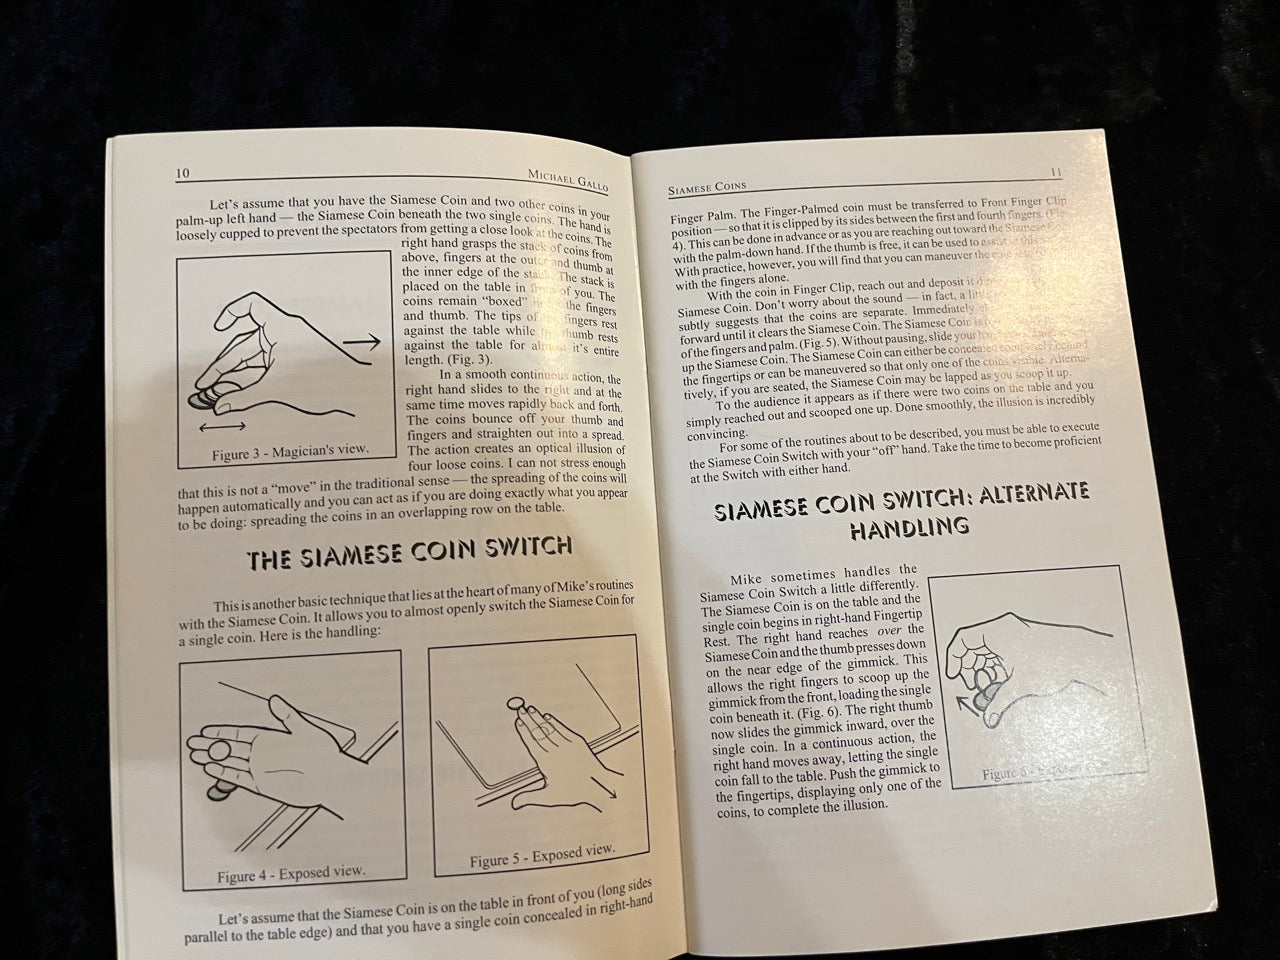 10
MICHAEL GALLO
Let's assume that you have the Siamese Coin and two other coins in your
palm-up left hand — the Siamese Coin beneath the two single coins. The hand is
loosely cupped to prevent the spectators from getting a close look at the coins. The
right hand grasps the stack of coins from
above, fingers at the outer and thumb at
the inner edge of the stack. The stack is
placed on the table in front of you. The
coins remain "boxed" the fingers
and thumb. The tips of fingers rest
against the table while thumb rests
against the table for almost it's entire
length. (Fig. 3).
In a smooth continuous action, the
right hand slides to the right and at the
same time moves rapidly back and forth.
The coins bounce off your thumb and
fingers and straighten out into a spread.
The action creates an optical illusion of
four loose coins. I can not stress enough
Figure 3 - Magician's view.
that this is not a "move" in the traditional sense — the spreading of the coins will
happen automatically and you can act as if you are doing exactly what you appear
to be doing: spreading the coins in an overlapping row on the table.
THE SIAMESE COIN SWITCH
This is another basic technique that lies at the heart of many of Mike's routines
with the Siamese Coin. It allows you to almost openly switch the Siamese Coin for
a single coin. Here is the handling:
Figure 4 - Exposed view.
Figure 5 - Exposed view.
Let's assume that the Siamese Coin is on the table in front of you (long sides
parallel to the table edge) and that you have a single coin concealed in right-hand
SIAMESE COINS
11
Finger Palm. The Finger-Palmed coin must be transferred to Front Finger Clip
position — so that it is clipped by its sides between the first and fourth fingers. (Fig.
4). This can be done in advance or as you are reaching out toward the Siamese
with the palm-down hand. If the thumb is free, it can be used to
With practice, however, you will find that you can maneuver the
with the fingers alone.
With the coin in Finger Clip, reach out and deposit it
Siamese Coin. Don't worry about the sound — in fact, a
subtly suggests that the coins are separate. Immediately
forward until it clears the Siamese Coin. The Siamese Coin is
of the fingers and palm. (Fig. 5). Without pausing, slide your
up the Siamese Coin. The Siamese Coin can either be concealed behind
the fingertips or can be maneuvered so that only one of the coins visible. Alterna-
tively, if you are seated, the Siamese Coin may be lapped as you scoop it up.
To the audience it appears as if there were two coins on the table and you
simply reached out and scooped one up. Done smoothly, the illusion is incredibly
convincing.
For some of the routines about to be described, you must be able to execute
the Siamese Coin Switch with your "off" hand. Take the time to become proficient
at the Switch with either hand.
SIAMESE COIN SWITCH: ALTERNATE
HANDLING
Mike sometimes handles the
Siamese Coin Switch a little differently.
The Siamese Coin is on the table and the
single coin begins in right-hand Fingertip
Rest. The right hand reaches over the
Siamese Coin and the thumb presses down
on the near edge of the gimmick. This
allows the right fingers to scoop up the
gimmick from the front, loading the single
coin beneath it. (Fig. 6). The right thumb
now slides the gimmick inward, over the
single coin. In a continuous action, the
right hand moves away, letting the single
coin fall to the table. Push the gimmick to
the fingertips, displaying only one of the
coins, to complete the illusion.
Figure 6